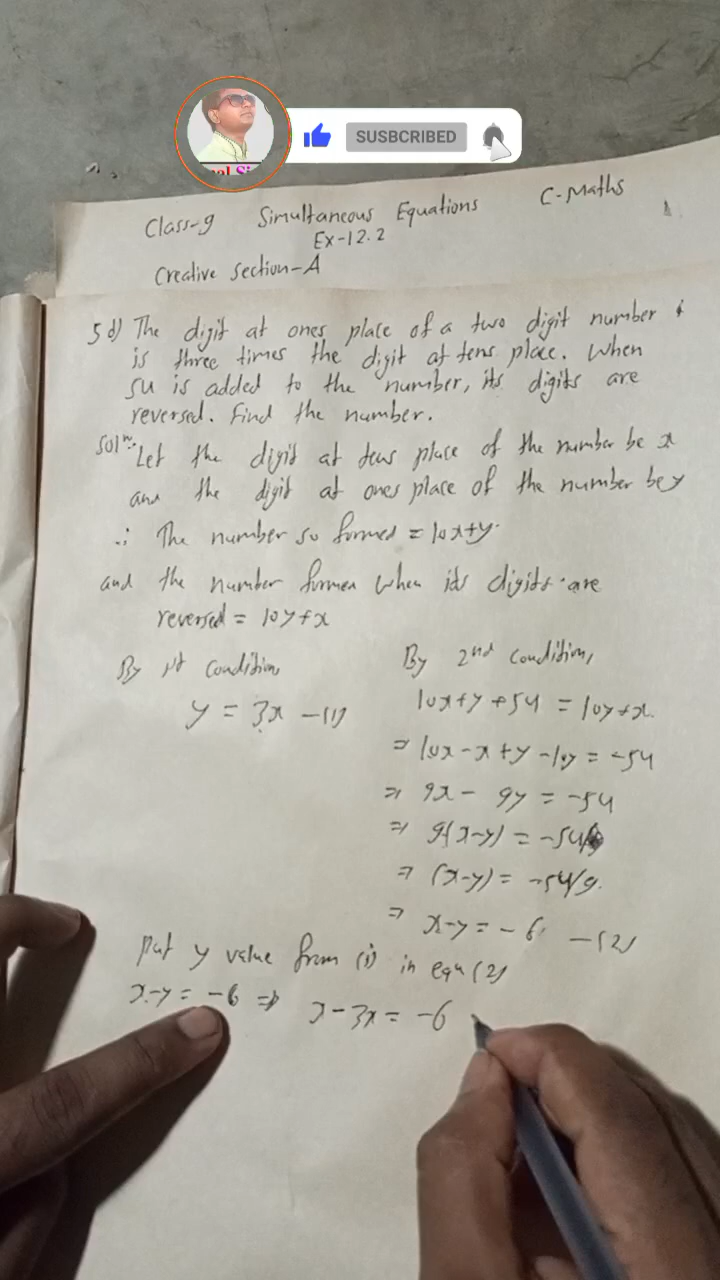 SUSBCRIBED
Class-9 Simultaneous Equations C-Maths
Ex-12.2
Creative section-A
5 d) The digit at ones place of a two digit number
is three times the digit at tens place. When
54 is added to the number, its digits are
reversed. Find the number.
Solⁿ:- Let the digit at tens place of the number be x
and the digit at ones place of the number be y
∴ The number so formed = 10x+y.
and the number formed when its digits are
reversed = 10y+x
By 1st condition,
y = 3x -(1)
By 2nd condition,
10x+y+54 = 10y+x.
⇒ 10x-x+y-10y = -54
⇒ 9x - 9y = -54
⇒ 9(x-y) = -54
⇒ (x-y) = -54/9.
⇒ x-y = -6 -(2)
Put y value from (i) in eqn (2)
x-y = -6 ⇒ x-3x = -6